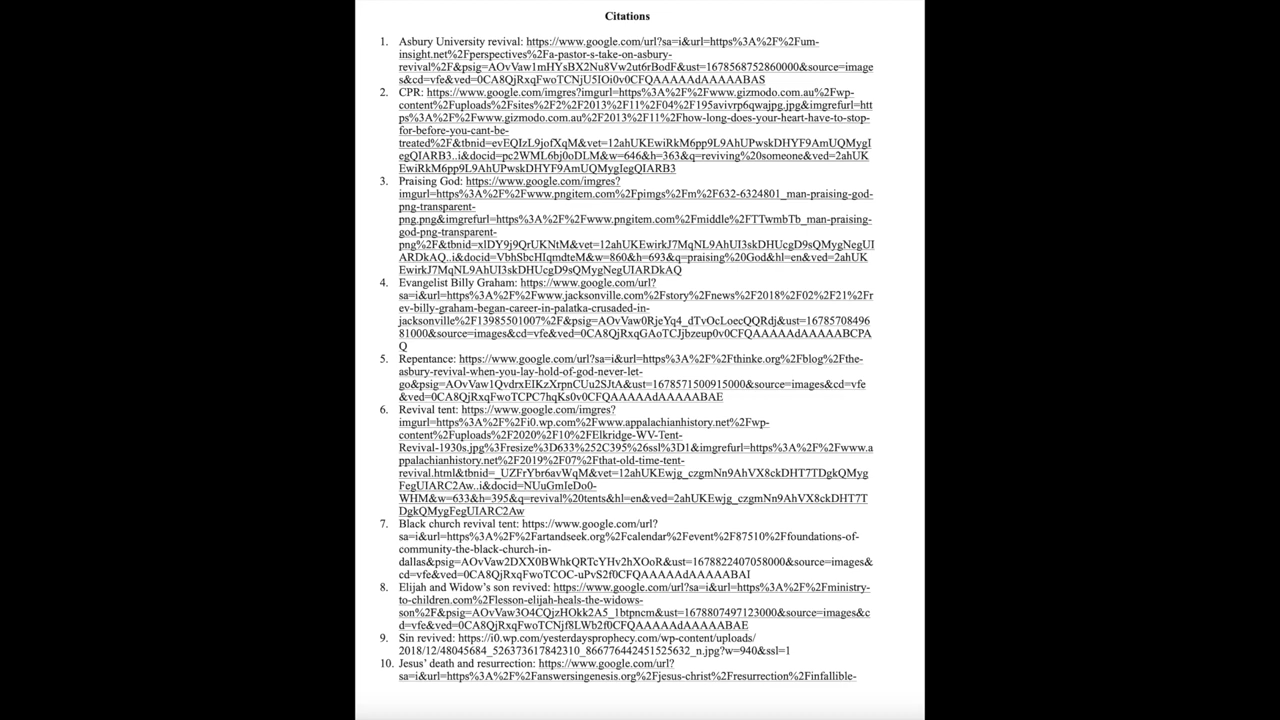 Citations
1. Asbury University revival: https://www.google.com/url?sa=i&url=https%3A%2F%2Fum-
insight.net%2Fperspectives%2Fa-pastor-s-take-on-asbury-
revival%2F&psig=AOvVaw1mHYsBX2Nu8Vw2ut6rBodF&ust=1678568752860000&source=image
s&cd=vfe&ved=0CA8QjRxqFwoTCNjU5IOi0v0CFQAAAAAdAAAAABAS
2. CPR: https://www.google.com/imgres?imgurl=https%3A%2F%2Fwww.gizmodo.com.au%2Fwp-
content%2Fuploads%2Fsites%2F2%2F2013%2F11%2F04%2F195avivrp6qwajpg.jpg&imgrefurl=htt
ps%3A%2F%2Fwww.gizmodo.com.au%2F2013%2F11%2Fhow-long-does-your-heart-have-to-stop-
for-before-you-cant-be-
treated%2F&tbnid=evEQIzL9jofXqM&vet=12ahUKEwiRkM6pp9L9AhUPwskDHYF9AmUQMygI
egQIARB3..i&docid=pc2WML6bj0oDLM&w=646&h=363&q=reviving%20someone&ved=2ahUK
EwiRkM6pp9L9AhUPwskDHYF9AmUQMygIegQIARB3
3. Praising God: https://www.google.com/imgres?
imgurl=https%3A%2F%2Fwww.pngitem.com%2Fpimgs%2Fm%2F632-6324801_man-praising-god-
png-transparent-
png.png&imgrefurl=https%3A%2F%2Fwww.pngitem.com%2Fmiddle%2FTTwmbTb_man-praising-
god-png-transparent-
png%2F&tbnid=xlDY9j9QrUKNtM&vet=12ahUKEwirkJ7MqNL9AhUI3skDHUcgD9sQMygNegUI
ARDkAQ..i&docid=VbhSbcHIqmdteM&w=860&h=693&q=praising%20God&hl=en&ved=2ahUK
EwirkJ7MqNL9AhUI3skDHUcgD9sQMygNegUIARDkAQ
4. Evangelist Billy Graham: https://www.google.com/url?
sa=i&url=https%3A%2F%2Fwww.jacksonville.com%2Fstory%2Fnews%2F2018%2F02%2F21%2Fr
ev-billy-graham-began-career-in-palatka-crusaded-in-
jacksonville%2F13985501007%2F&psig=AOvVaw0RjeYq4_dTvOcLoecQQRdj&ust=1678570849 6
81000&source=images&cd=vfe&ved=0CA8QjRxqGAoTCJjbzeup0v0CFQAAAAAdAAAAABCPA
Q
5. Repentance: https://www.google.com/url?sa=i&url=https%3A%2F%2Fthinke.org%2Fblog%2Fthe-
asbury-revival-when-you-lay-hold-of-god-never-let-
go&psig=AOvVaw1QvdrxEIKzXrpnCUu2SJtA&ust=1678571500915000&source=images&cd=vfe
&ved=0CA8QjRxqFwoTCPC7hqKs0v0CFQAAAAAdAAAAABAE
6. Revival tent: https://www.google.com/imgres?
imgurl=https%3A%2F%2Fi0.wp.com%2Fwww.appalachianhistory.net%2Fwp-
content%2Fuploads%2F2020%2F10%2FElkridge-WV-Tent-
Revival-1930s.jpg%3Fresize%3D633%252C395%26ssl%3D1&imgrefurl=https%3A%2F%2Fwww.a
ppalachianhistory.net%2F2019%2F07%2Fthat-old-time-tent-
revival.html&tbnid=_UZFrYbr6avWqM&vet=12ahUKEwjg_czgmNn9AhVX8ckDHT7TDgkQMyg
FegUIARC2Aw..i&docid=NUuGmIeDo0-
WHM&w=633&h=395&q=revival%20tents&hl=en&ved=2ahUKEwjg_czgmNn9AhVX8ckDHT7T
DgkQMygFegUIARC2Aw
7. Black church revival tent: https://www.google.com/url?
sa=i&url=https%3A%2F%2Fartandseek.org%2Fcalendar%2Fevent%2F87510%2Ffoundations-of-
community-the-black-church-in-
dallas&psig=AOvVaw2DXX0BWhkQRTcYHv2hXOoR&ust=1678822407058000&source=images&
cd=vfe&ved=0CA8QjRxqFwoTCOC-uPvS2f0CFQAAAAAdAAAAABAI
8. Elijah and Widow's son revived: https://www.google.com/url?sa=i&url=https%3A%2F%2Fministry-
to-children.com%2Flesson-elijah-heals-the-widows-
son%2F&psig=AOvVaw3O4CQjzHOkk2A5_1btpncm&ust=1678807497123000&source=images&c
d=vfe&ved=0CA8QjRxqFwoTCNjf8LWb2f0CFQAAAAAdAAAAABAE
9. Sin revived: https://i0.wp.com/yesterdaysprophecy.com/wp-content/uploads/
2018/12/48045684_526373617842310_866776442451525632_n.jpg?w=940&ssl=1
10. Jesus' death and resurrection: https://www.google.com/url?
sa=i&url=https%3A%2F%2Fanswersingenesis.org%2Fjesus-christ%2Fresurrection%2Finfallible-